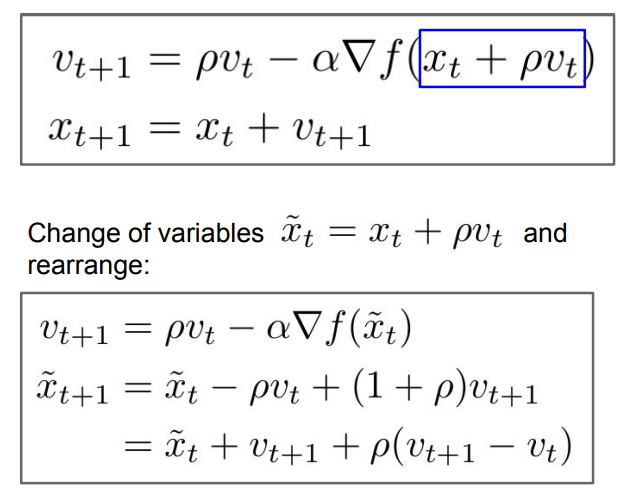 v_{t+1} = ρv_t − α∇f(x_t + ρv_t)
x_{t+1} = x_t + v_{t+1}
Change of variables x̃_t = x_t + ρv_t and
rearrange:
v_{t+1} = ρv_t − α∇f(x̃_t)
x̃_{t+1} = x̃_t − ρv_t + (1 + ρ)v_{t+1}
= x̃_t + v_{t+1} + ρ(v_{t+1} − v_t)